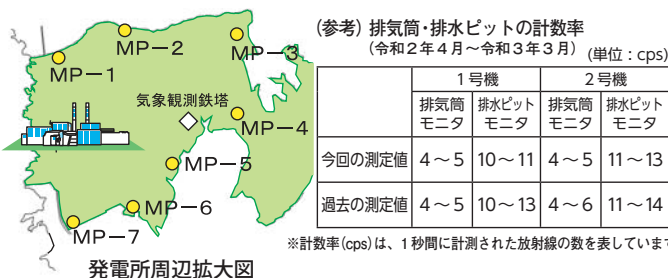 MP－1
MP－2
MP－3
気象観測鉄塔
MP－4
MP－5
MP－6
MP－7
発電所周辺拡大図
(参考) 排気筒・排水ピットの計数率
(令和2年4月～令和3年3月) (単位：cps)
1号機 2号機
排気筒モニタ 排水ピットモニタ 排気筒モニタ 排水ピットモニタ
今回の測定値 4～5 10～11 4～5 11～13
過去の測定値 4～5 10～13 4～6 11～14
※計数率(cps)は、1秒間に計測された放射線の数を表しています